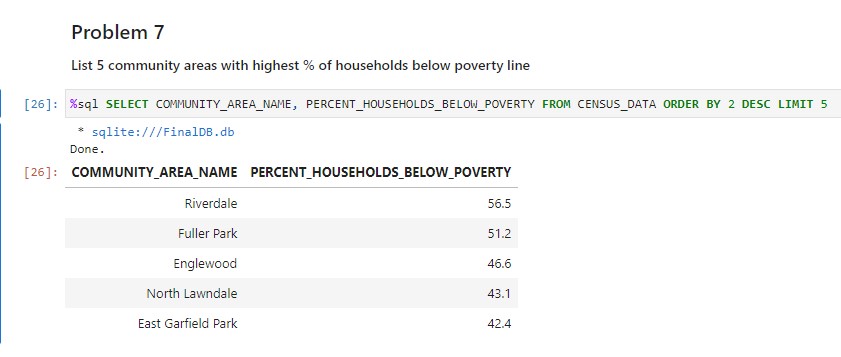 Problem 7
List 5 community areas with highest % of households below poverty line
[26]: %sql SELECT COMMUNITY_AREA_NAME, PERCENT_HOUSEHOLDS_BELOW_POVERTY FROM CENSUS_DATA ORDER BY 2 DESC LIMIT 5
* sqlite:///FinalDB.db
Done.
[26]: COMMUNITY_AREA_NAME PERCENT_HOUSEHOLDS_BELOW_POVERTY
Riverdale 56.5
Fuller Park 51.2
Englewood 46.6
North Lawndale 43.1
East Garfield Park 42.4